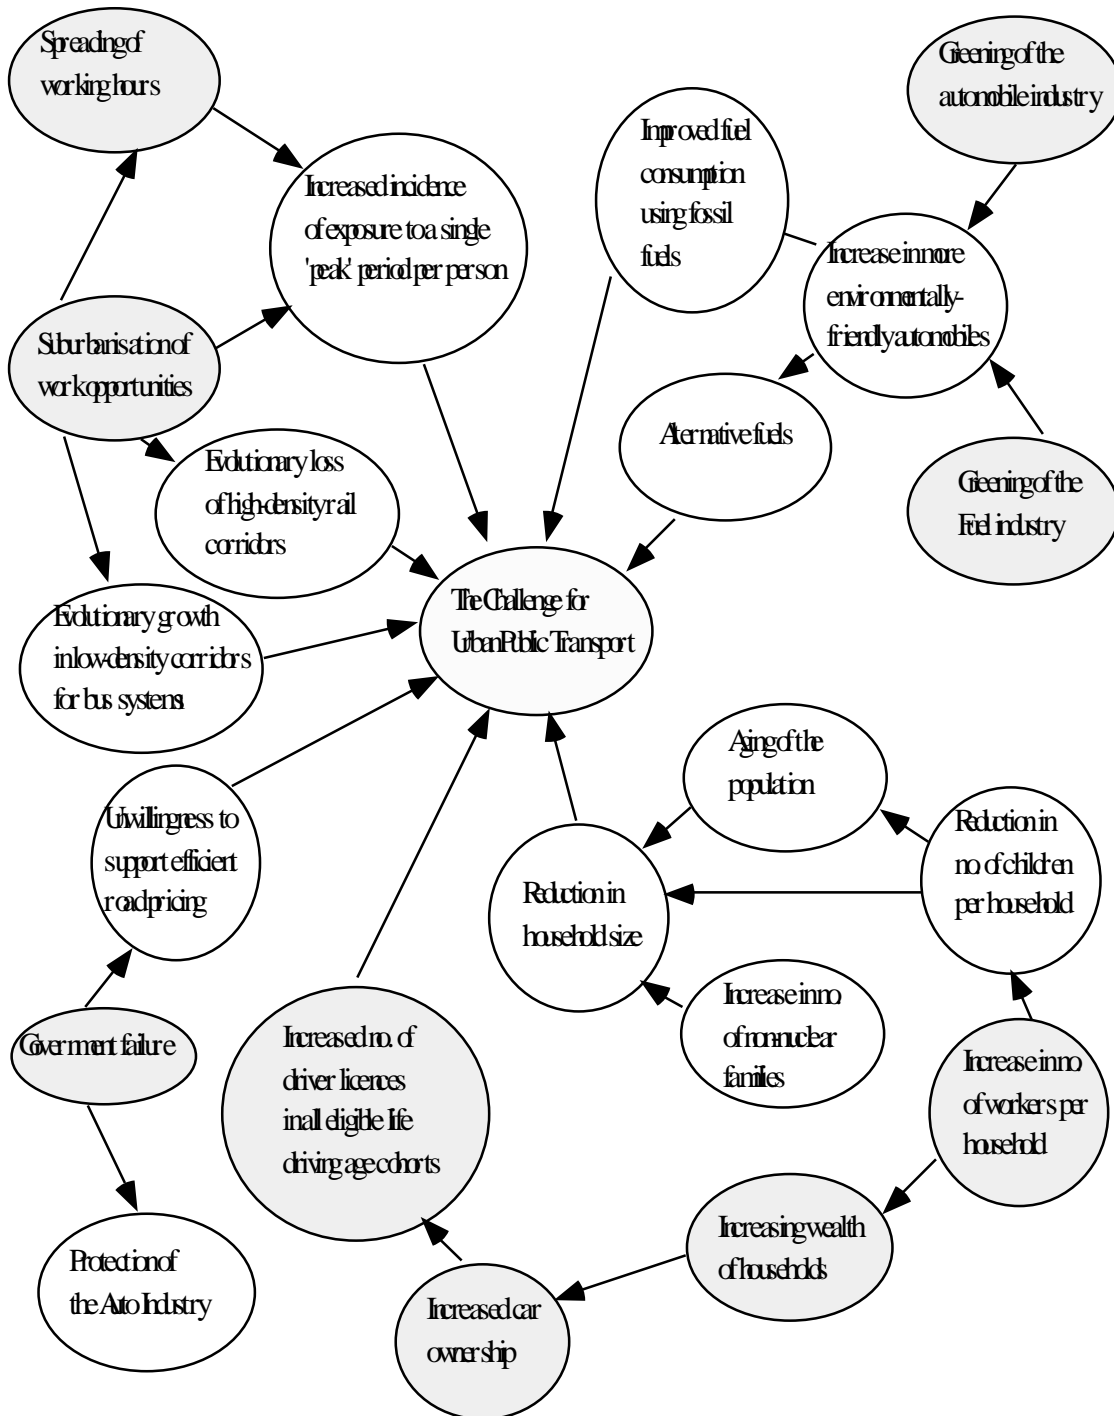 Spreading of
working hours
Greening of the
automobile industry
Improved fuel
consumption
using fossil
fuels
Increased incidence
of exposure to a single
'peak' period per person
Increase in more
environmentally-
friendly automobiles
Suburbanisation of
work opportunities
Alternative fuels
Evolutionary loss
of high-density rail
corridors
Greening of the
Fuel industry
The Challenge for
Urban Public Transport
Evolutionary growth
in low-density corridors
for bus systems
Aging of the
population
Unwillingness to
support efficient
road pricing
Reduction in
no. of children
per household
Reduction in
household size
Increase in no.
of non-nuclear
families
Government failure
Increased no. of
driver licences
in all eligible life
driving age cohorts
Increase in no.
of workers per
household
Increasing wealth
of households
Protection of
the Auto Industry
Increased car
ownership